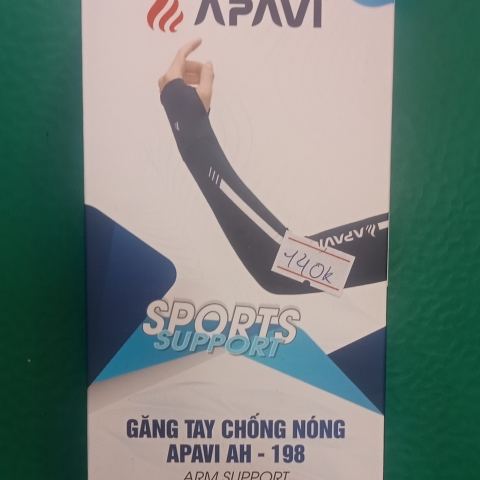 APAVI
APAVI
140k
SPORTS
SUPPORT
GĂNG TAY CHỐNG NÓNG
APAVI AH - 198
ARM SUPPORT